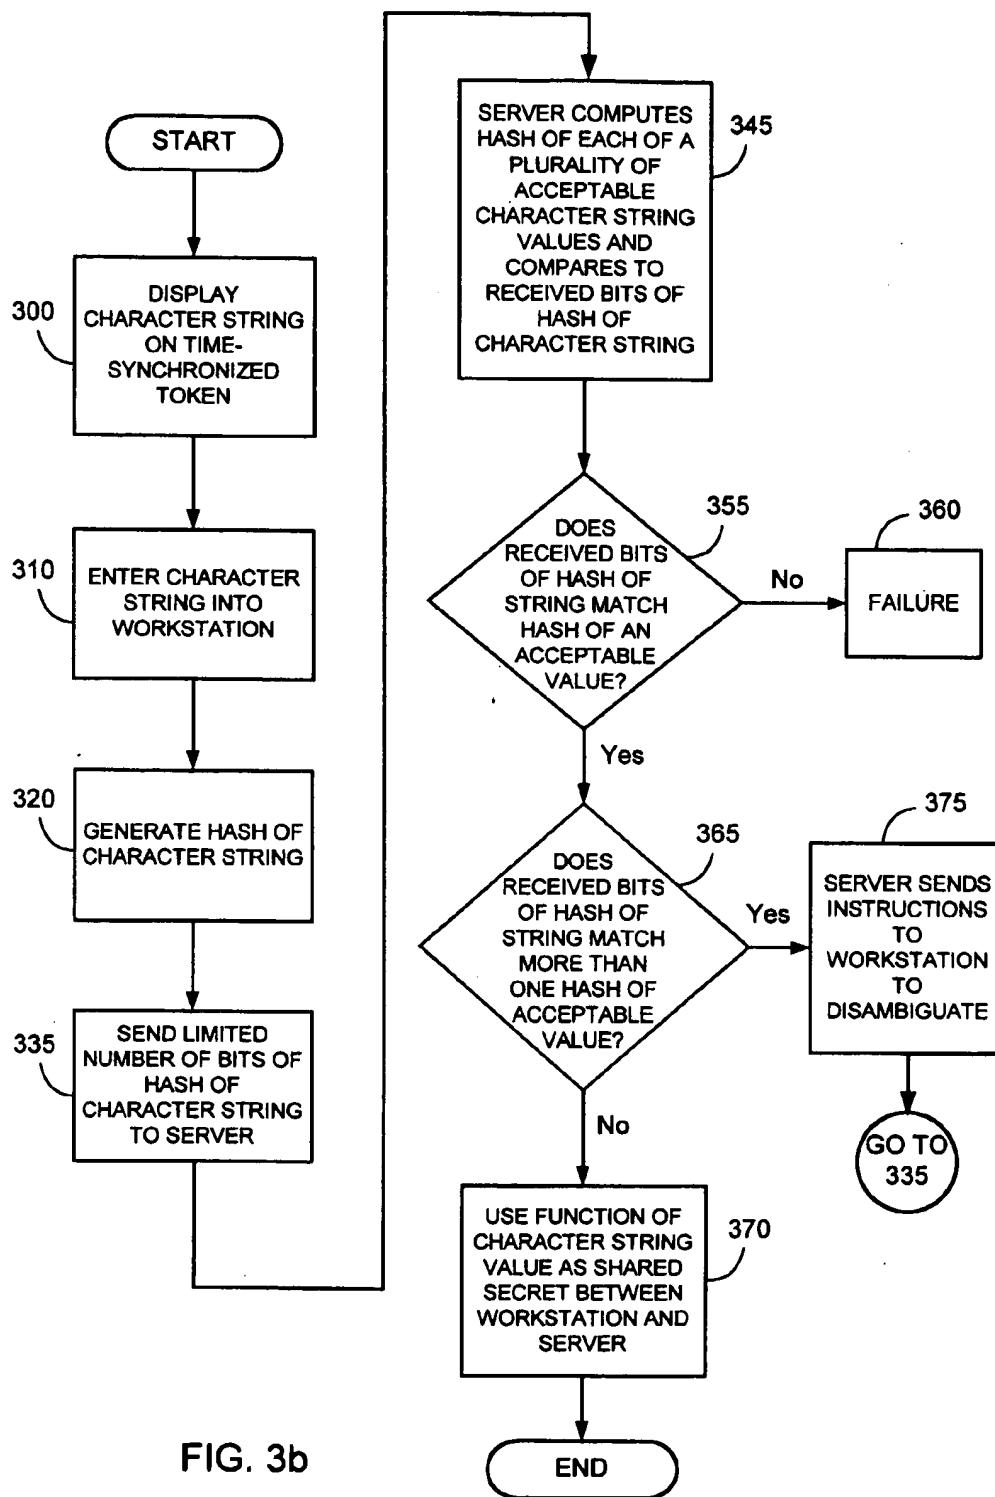 START
300
DISPLAY
CHARACTER STRING
ON TIME-
SYNCHRONIZED
TOKEN
310
ENTER CHARACTER
STRING INTO
WORKSTATION
320
GENERATE HASH OF
CHARACTER STRING
335
SEND LIMITED
NUMBER OF BITS OF
HASH OF
CHARACTER STRING
TO SERVER
345
SERVER COMPUTES
HASH OF EACH OF A
PLURALITY OF
ACCEPTABLE
CHARACTER STRING
VALUES AND
COMPARES TO
RECEIVED BITS OF
HASH OF
CHARACTER STRING
355
DOES
RECEIVED BITS
OF HASH OF
STRING MATCH
HASH OF AN
ACCEPTABLE
VALUE?
No
360
FAILURE
Yes
365
DOES
RECEIVED BITS
OF HASH OF
STRING MATCH
MORE THAN
ONE HASH OF
ACCEPTABLE
VALUE?
Yes
375
SERVER SENDS
INSTRUCTIONS
TO
WORKSTATION
TO
DISAMBIGUATE
GO TO
335
No
370
USE FUNCTION OF
CHARACTER STRING
VALUE AS SHARED
SECRET BETWEEN
WORKSTATION AND
SERVER
END
FIG. 3b